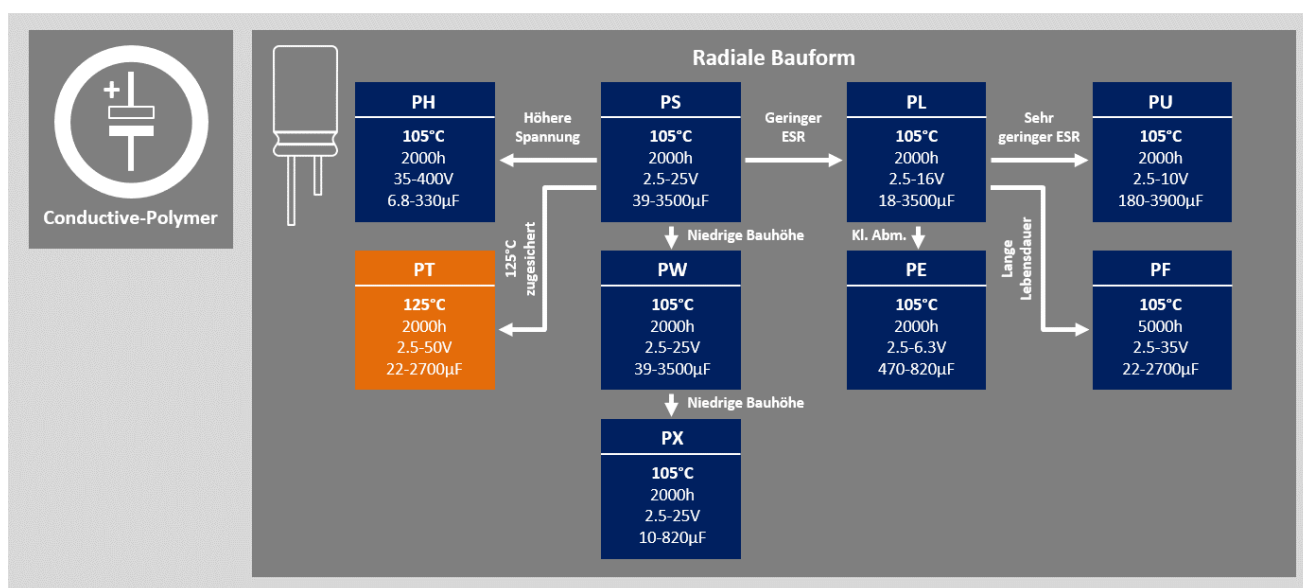 +
Conductive-Polymer
Radiale Bauform
PH
105°C
2000h
35-400V
6.8-330µF
Höhere
Spannung
PS
105°C
2000h
2.5-25V
39-3500µF
Geringer
ESR
PL
105°C
2000h
2.5-16V
18-3500µF
Sehr
geringer ESR
PU
105°C
2000h
2.5-10V
180-3900µF
125°C
zugesichert
Niedrige Bauhöhe
Kl. Abm.
Lange
Lebensdauer
PT
125°C
2000h
2.5-50V
22-2700µF
PW
105°C
2000h
2.5-25V
39-3500µF
PE
105°C
2000h
2.5-6.3V
470-820µF
PF
105°C
5000h
2.5-35V
22-2700µF
Niedrige Bauhöhe
PX
105°C
2000h
2.5-25V
10-820µF